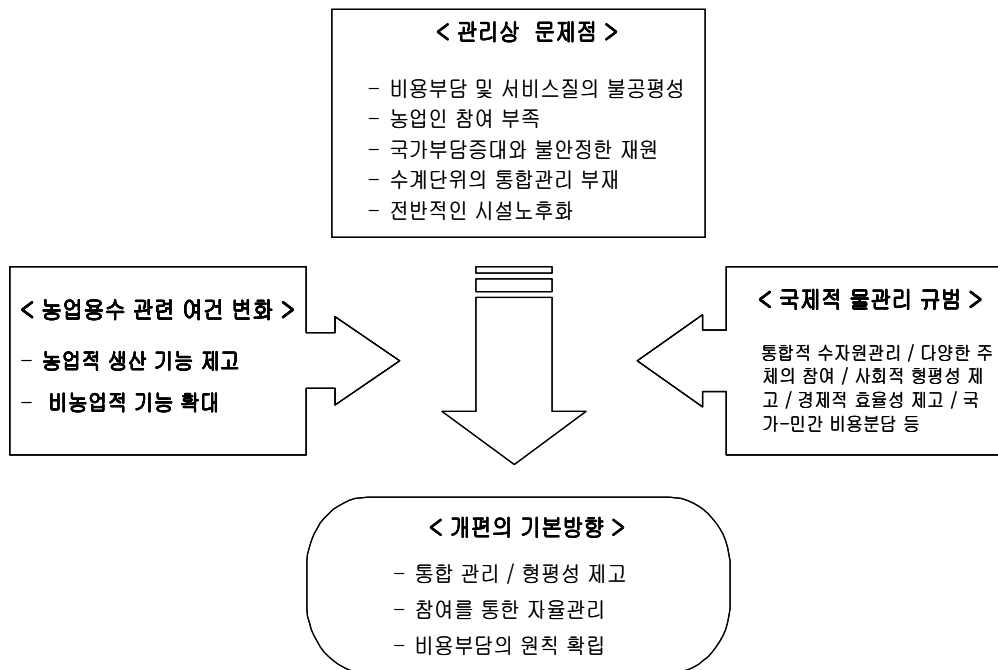 < 관리상 문제점 >
- 비용부담 및 서비스질의 불공평성
- 농업인 참여 부족
- 국가부담증대와 불안정한 재원
- 수계단위의 통합관리 부재
- 전반적인 시설노후화
< 농업용수 관련 여건 변화 >
- 농업적 생산 기능 제고
- 비농업적 기능 확대
< 국제적 물관리 규범 >
통합적 수자원관리 / 다양한 주
체의 참여 / 사회적 형평성 제
고 / 경제적 효율성 제고 / 국
가-민간 비용분담 등
< 개편의 기본방향 >
- 통합 관리 / 형평성 제고
- 참여를 통한 자율관리
- 비용부담의 원칙 확립